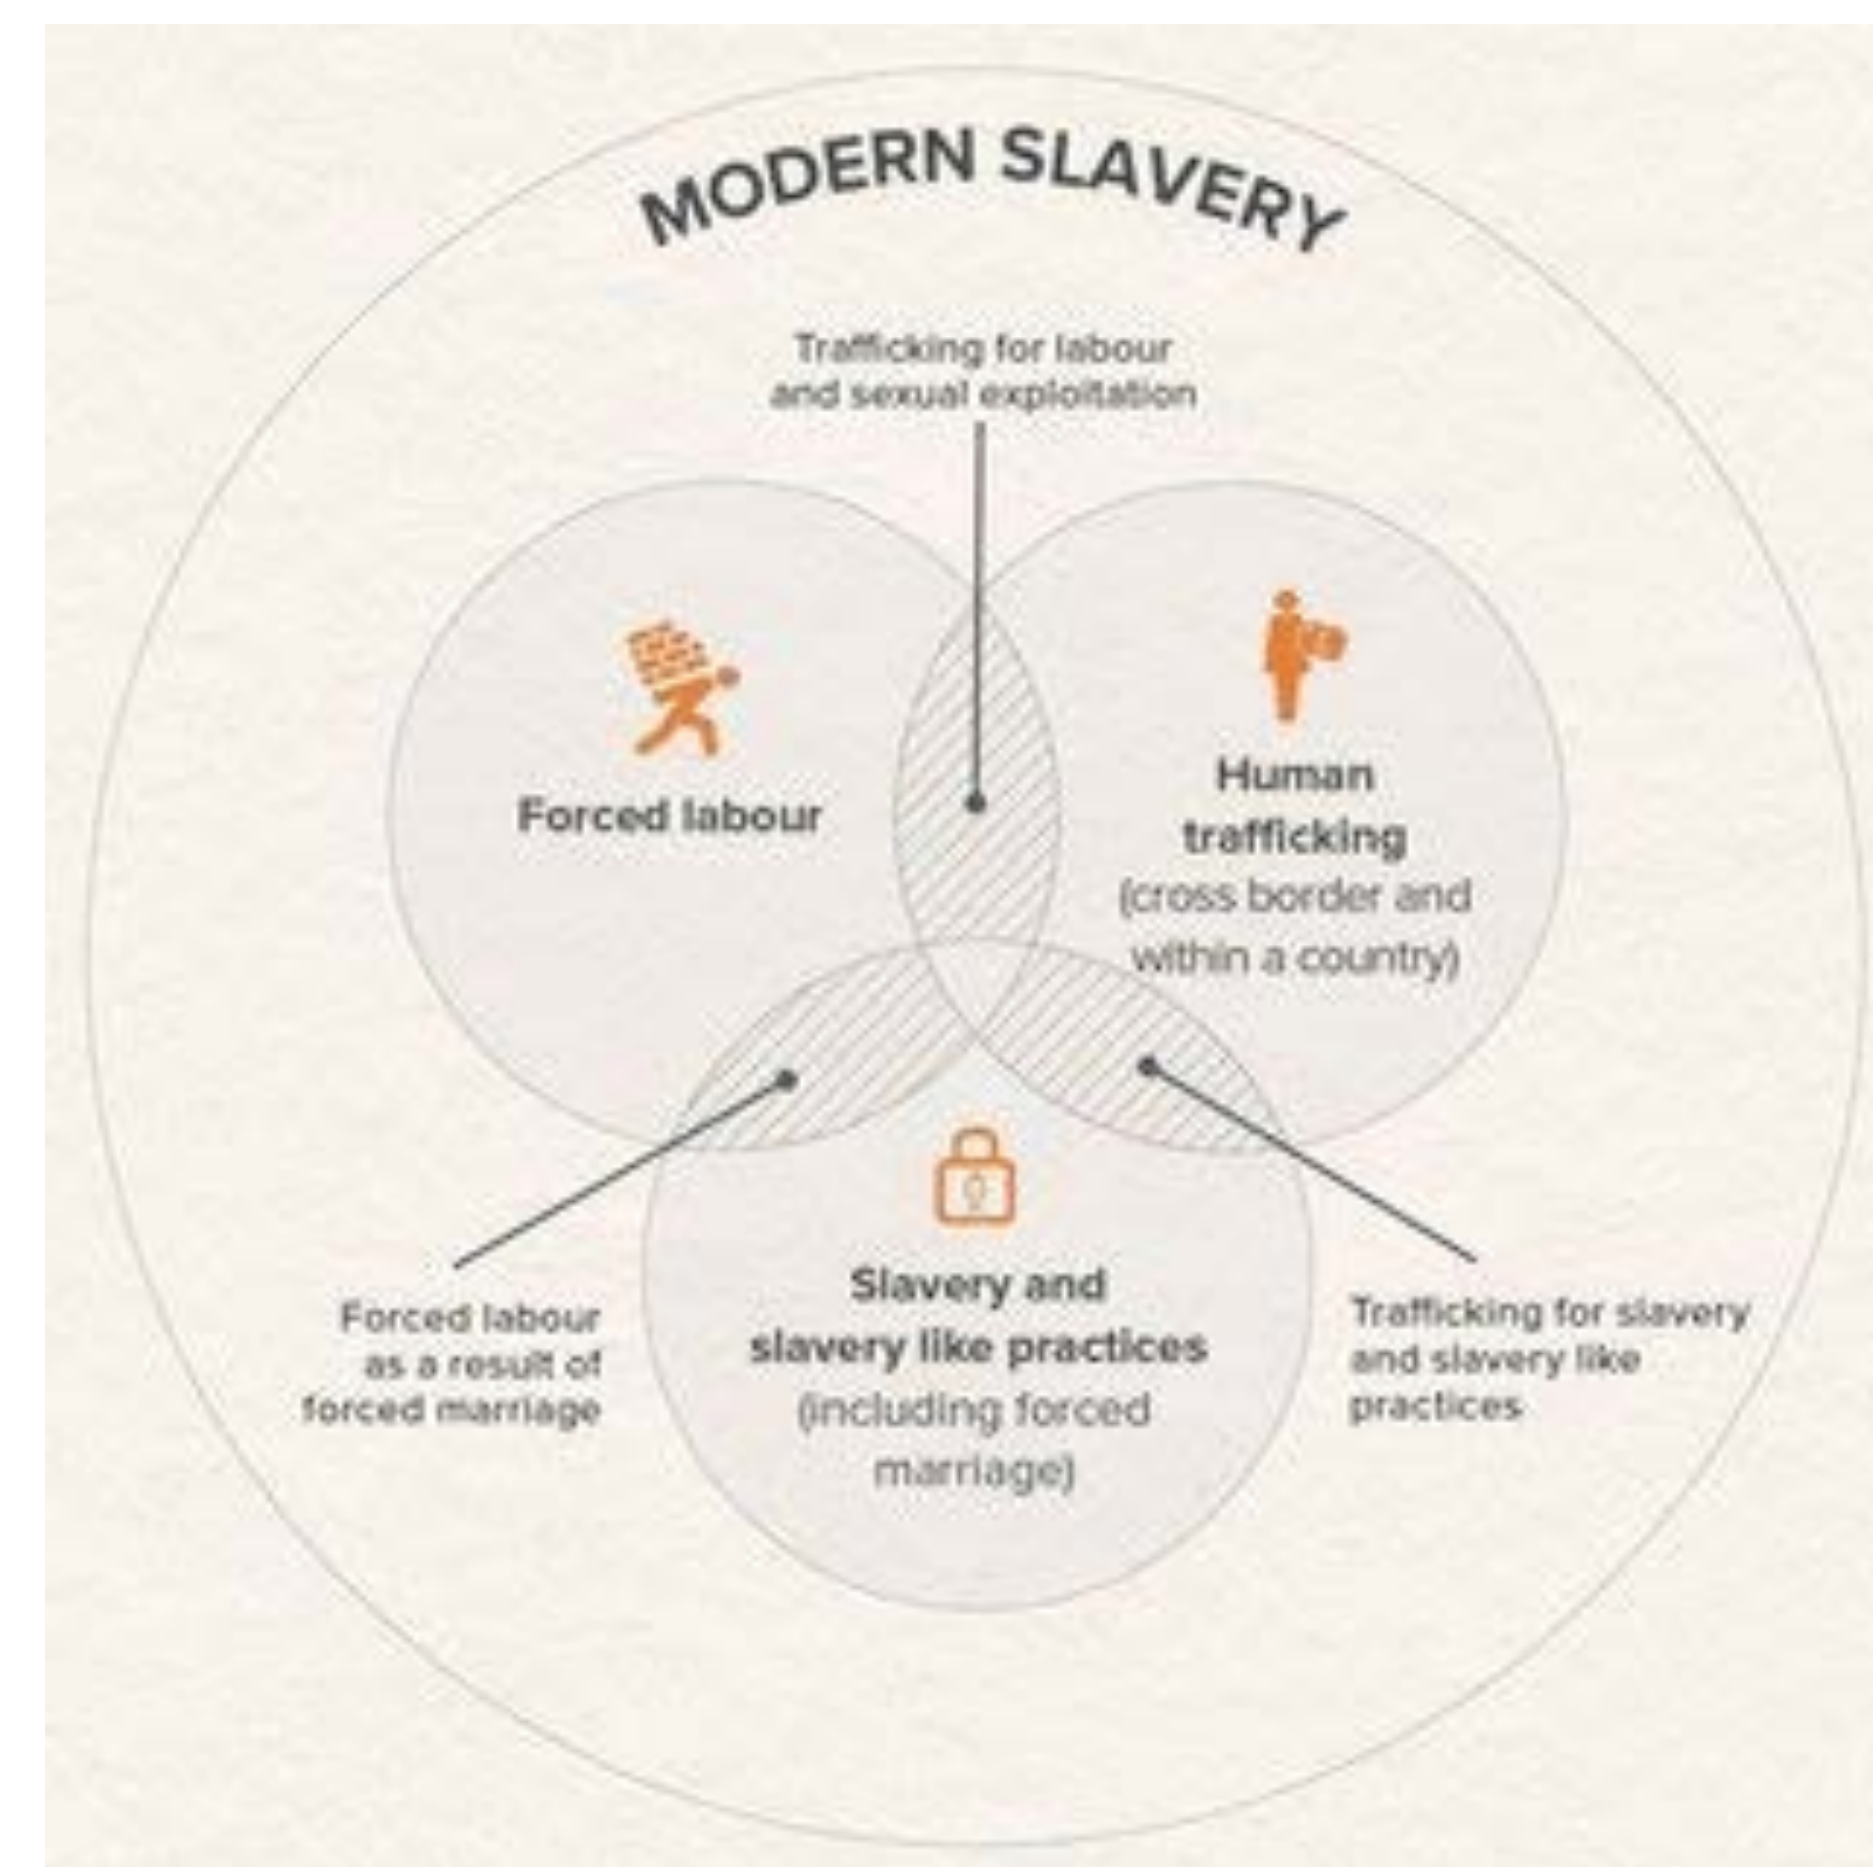 MODERN SLAVERY
Trafficking for labour
and sexual exploitation
Forced labour
Human
trafficking
(cross border and
within a country)
Slavery and
slavery like practices
(including forced
marriage)
Forced labour
as a result of
forced marriage
Trafficking for slavery
and slavery like
practices